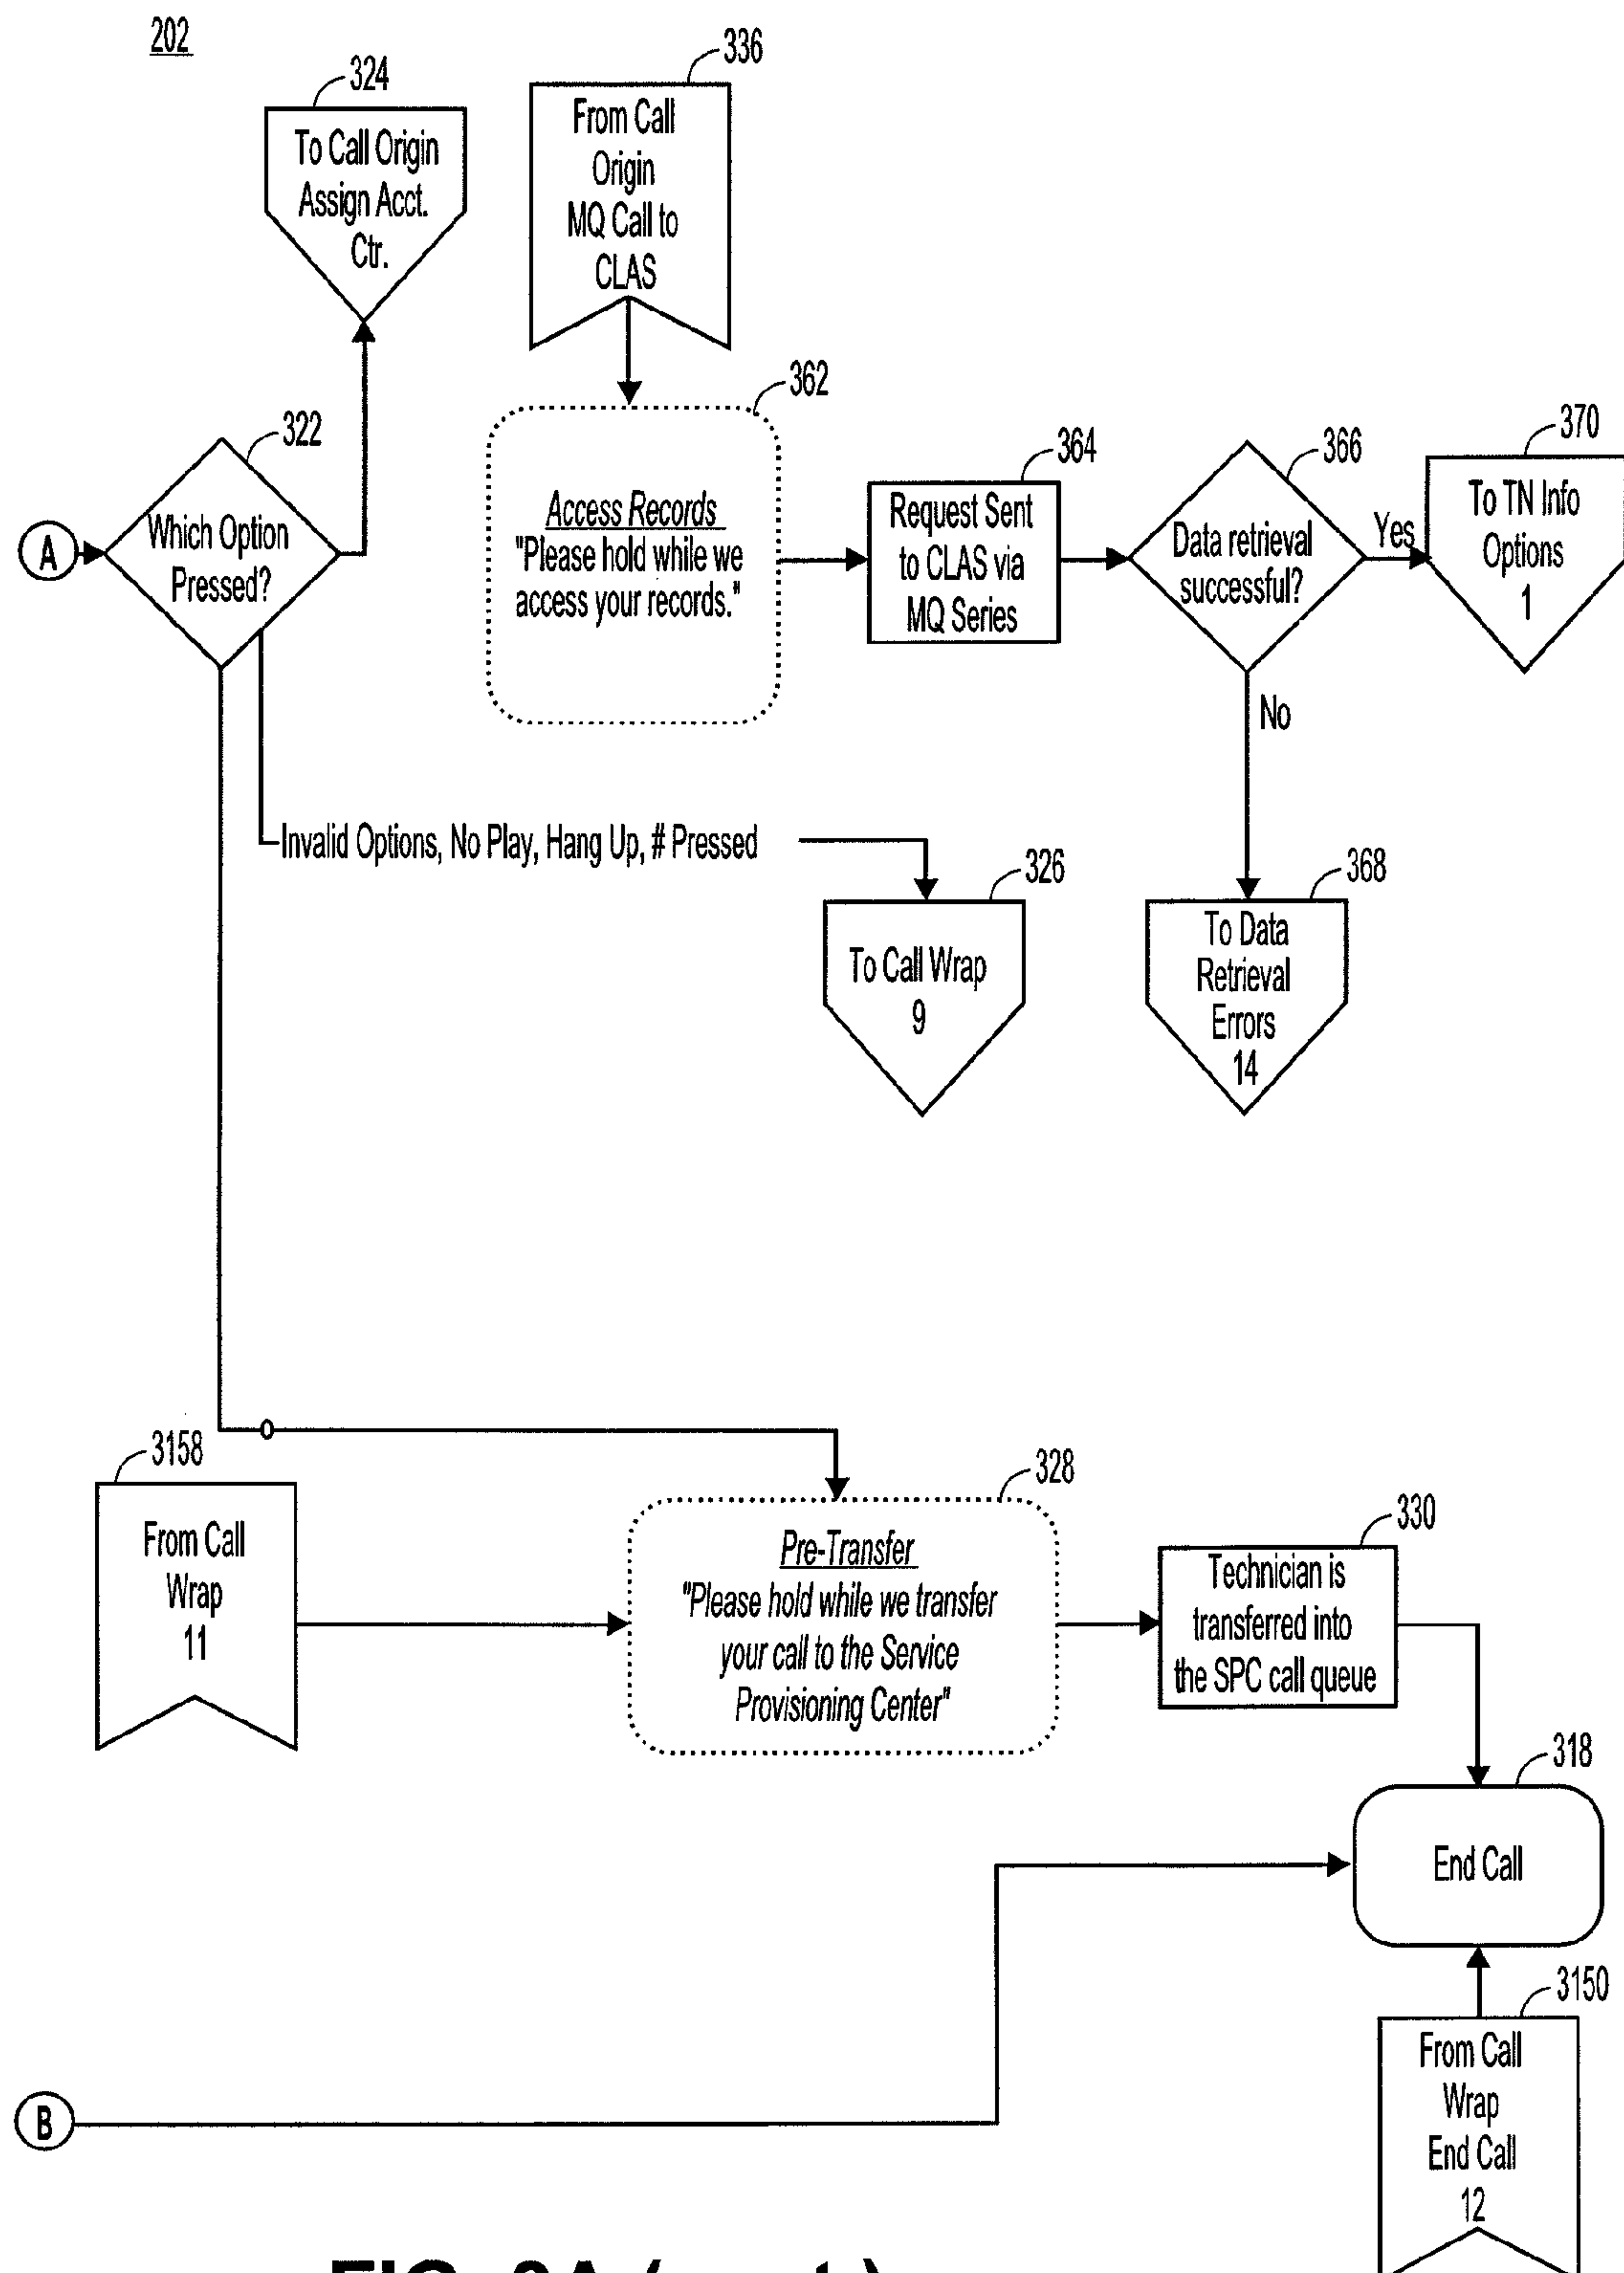 202
324
To Call Origin
Assign Acct.
Ctr.
336
From Call
Origin
MQ Call to
CLAS
322
Which Option
Pressed?
A
362
Access Records
"Please hold while we
access your records."
364
Request Sent
to CLAS via
MQ Series
366
Data retrieval
successful?
Yes
370
To TN Info
Options
1
No
Invalid Options, No Play, Hang Up, # Pressed
326
To Call Wrap
9
368
To Data
Retrieval
Errors
14
0
3158
From Call
Wrap
11
328
Pre-Transfer
"Please hold while we transfer
your call to the Service
Provisioning Center"
330
Technician is
transferred into
the SPC call queue
318
End Call
3150
From Call
Wrap
End Call
12
B